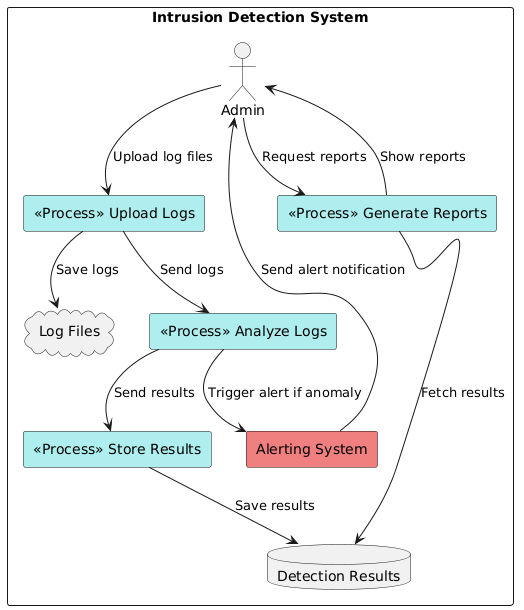 Intrusion Detection System
Admin
Upload log files
Request reports
Show reports
«Process» Upload Logs
«Process» Generate Reports
Save logs
Send logs
Send alert notification
Log Files
«Process» Analyze Logs
Send results
Trigger alert if anomaly
Fetch results
«Process» Store Results
Alerting System
Save results
Detection Results